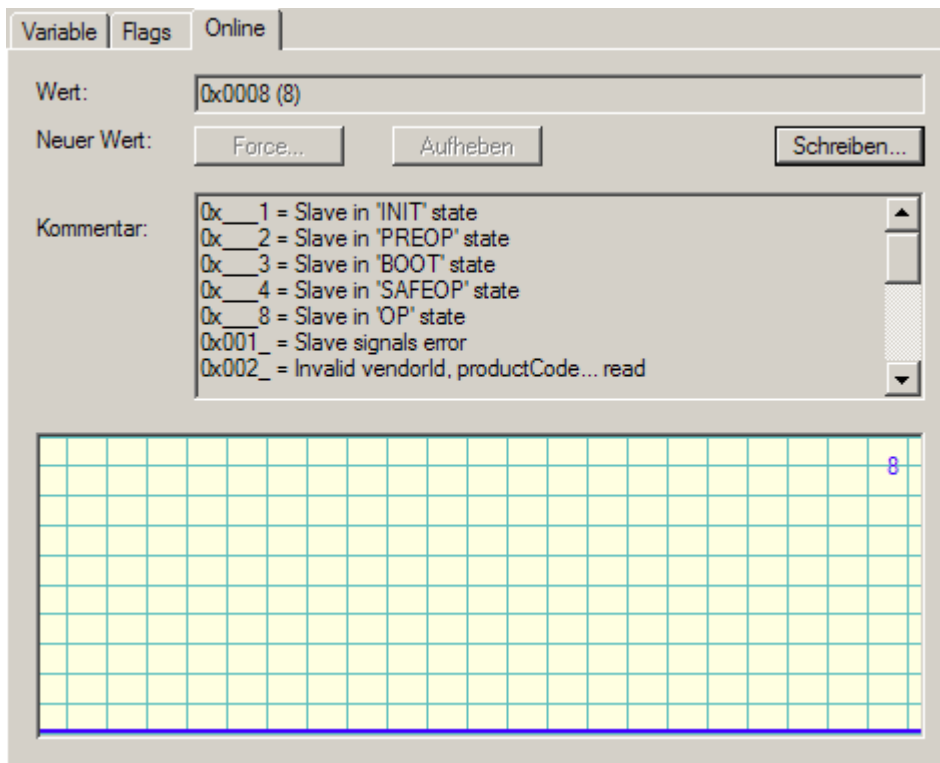 Variable Flags Online
Wert: 0x0008 (8)
Neuer Wert: Force... Aufheben Schreiben...
Kommentar:
0x___1 = Slave in 'INIT' state
0x___2 = Slave in 'PREOP' state
0x___3 = Slave in 'BOOT' state
0x___4 = Slave in 'SAFEOP' state
0x___8 = Slave in 'OP' state
0x001_ = Slave signals error
0x002_ = Invalid vendorId, productCode... read
8